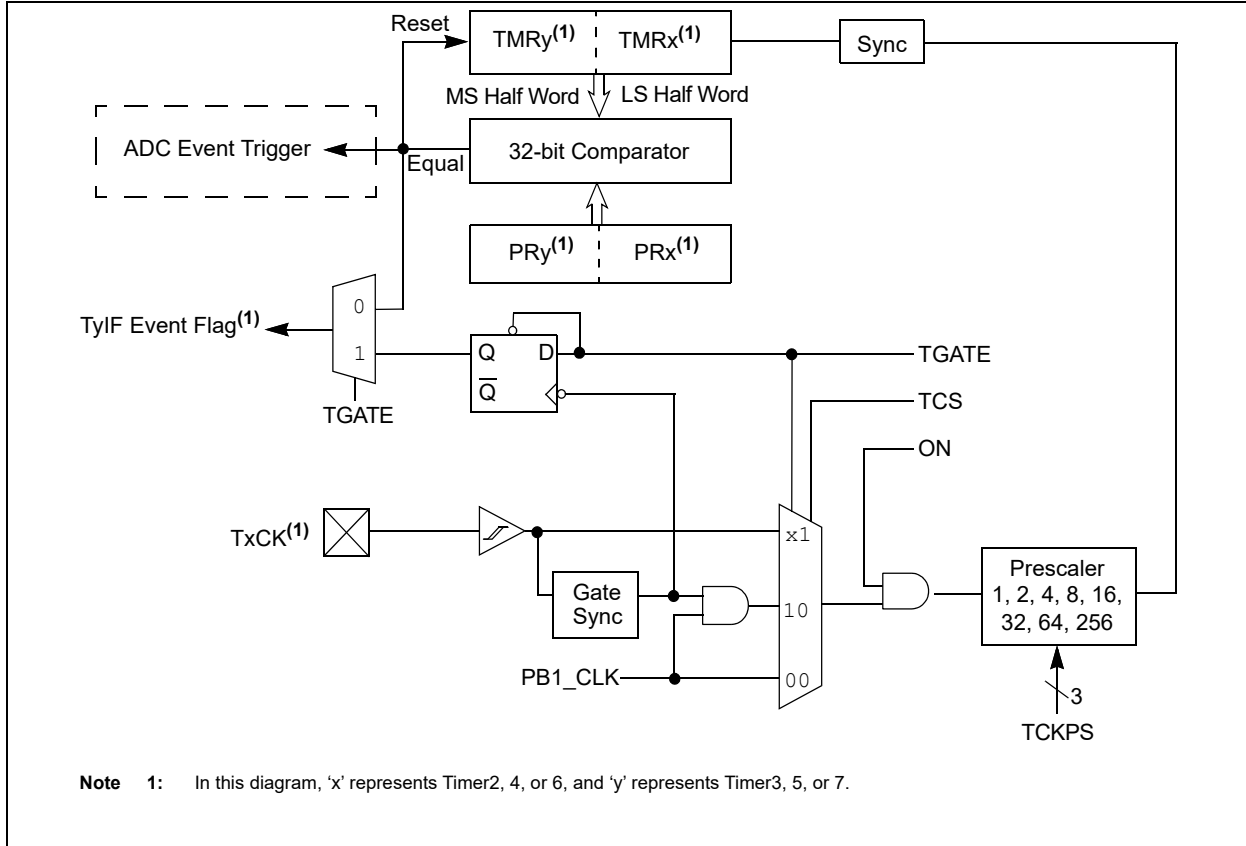 Reset
TMRy(1)
TMRx(1)
Sync
MS Half Word
LS Half Word
ADC Event Trigger
Equal
32-bit Comparator
PRy(1)
PRx(1)
0
TyIF Event Flag(1)
1
Q
D
TGATE
Q
TGATE
TCS
ON
TxCK(1)
x1
Gate
Sync
Prescaler
1, 2, 4, 8, 16,
32, 64, 256
10
PB1_CLK
00
3
TCKPS
Note 1: In this diagram, ‘x’ represents Timer2, 4, or 6, and ‘y’ represents Timer3, 5, or 7.